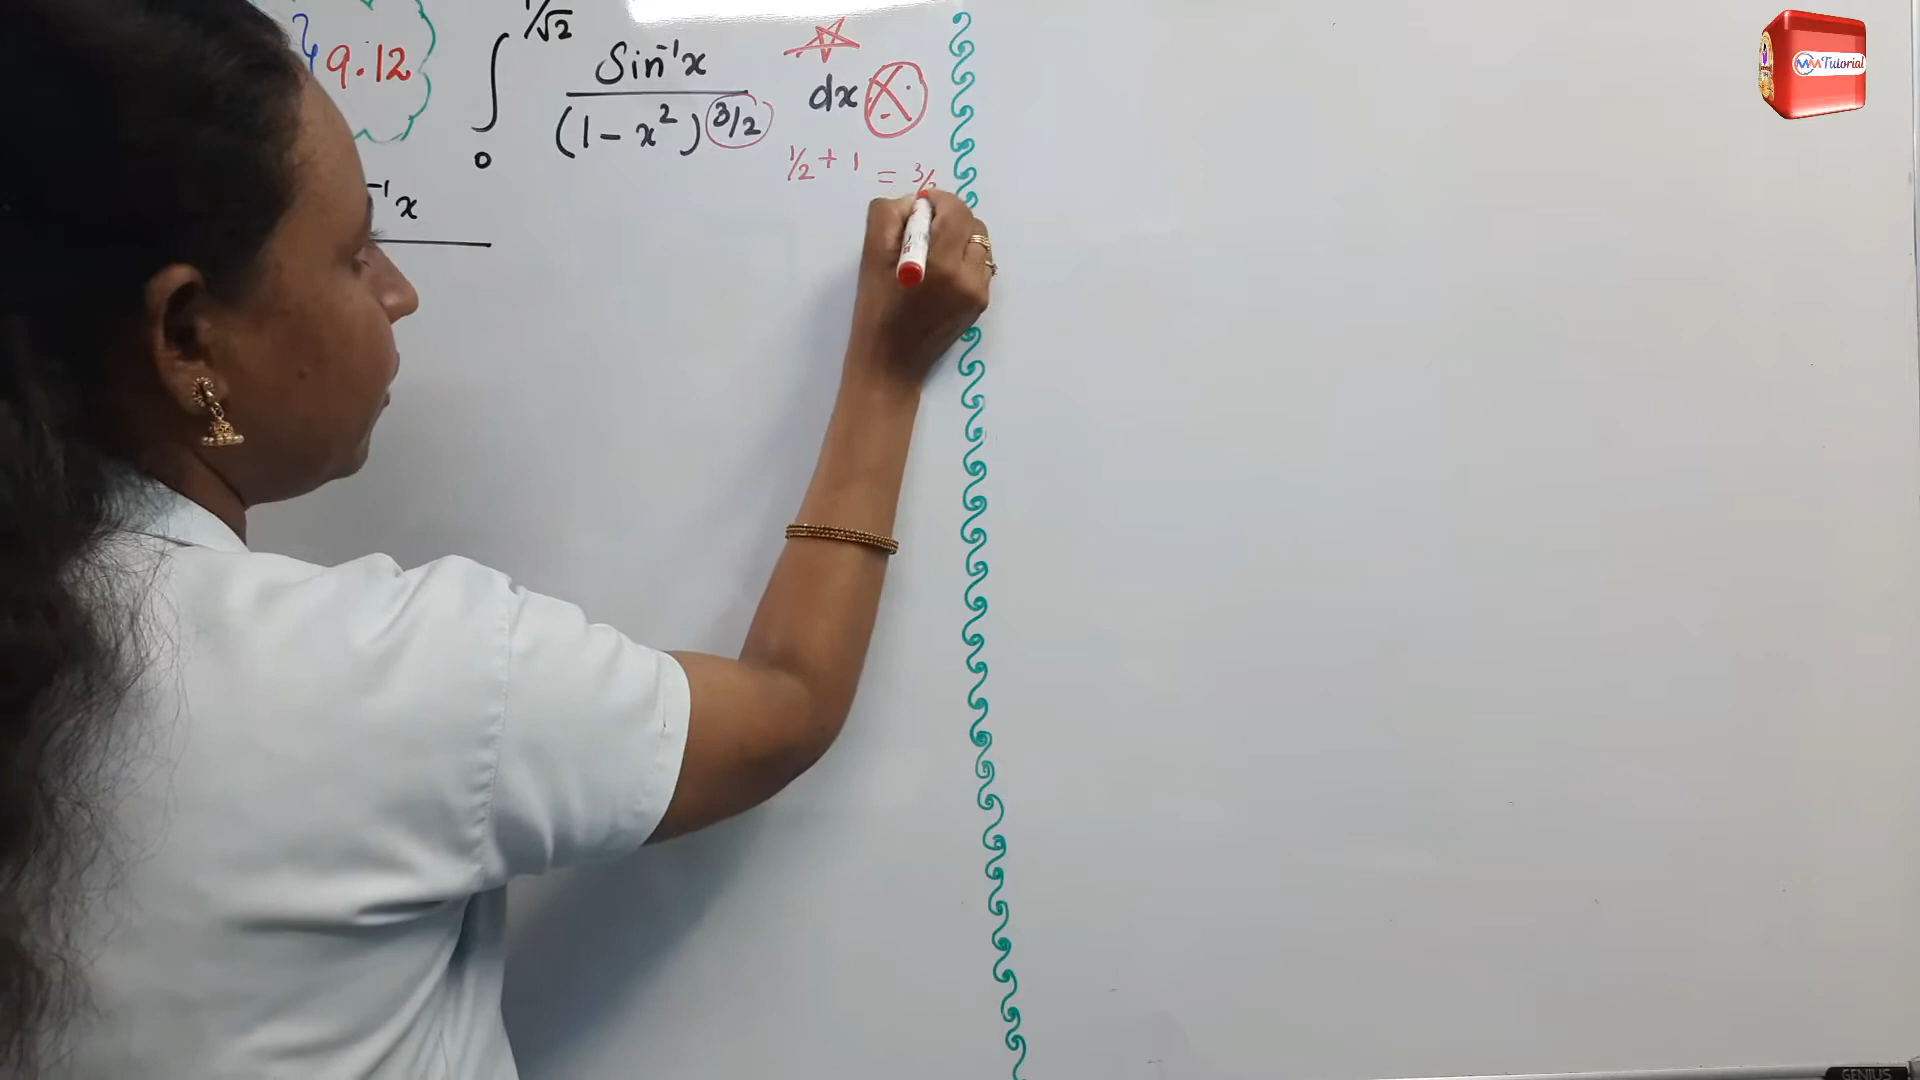 9.12
∫₀^{1/√2} Sin⁻¹x / (1 - x²)^{3/2} dx
1/2 + 1 = 3/2
⁻¹x
MM Tutorial
GENIUS